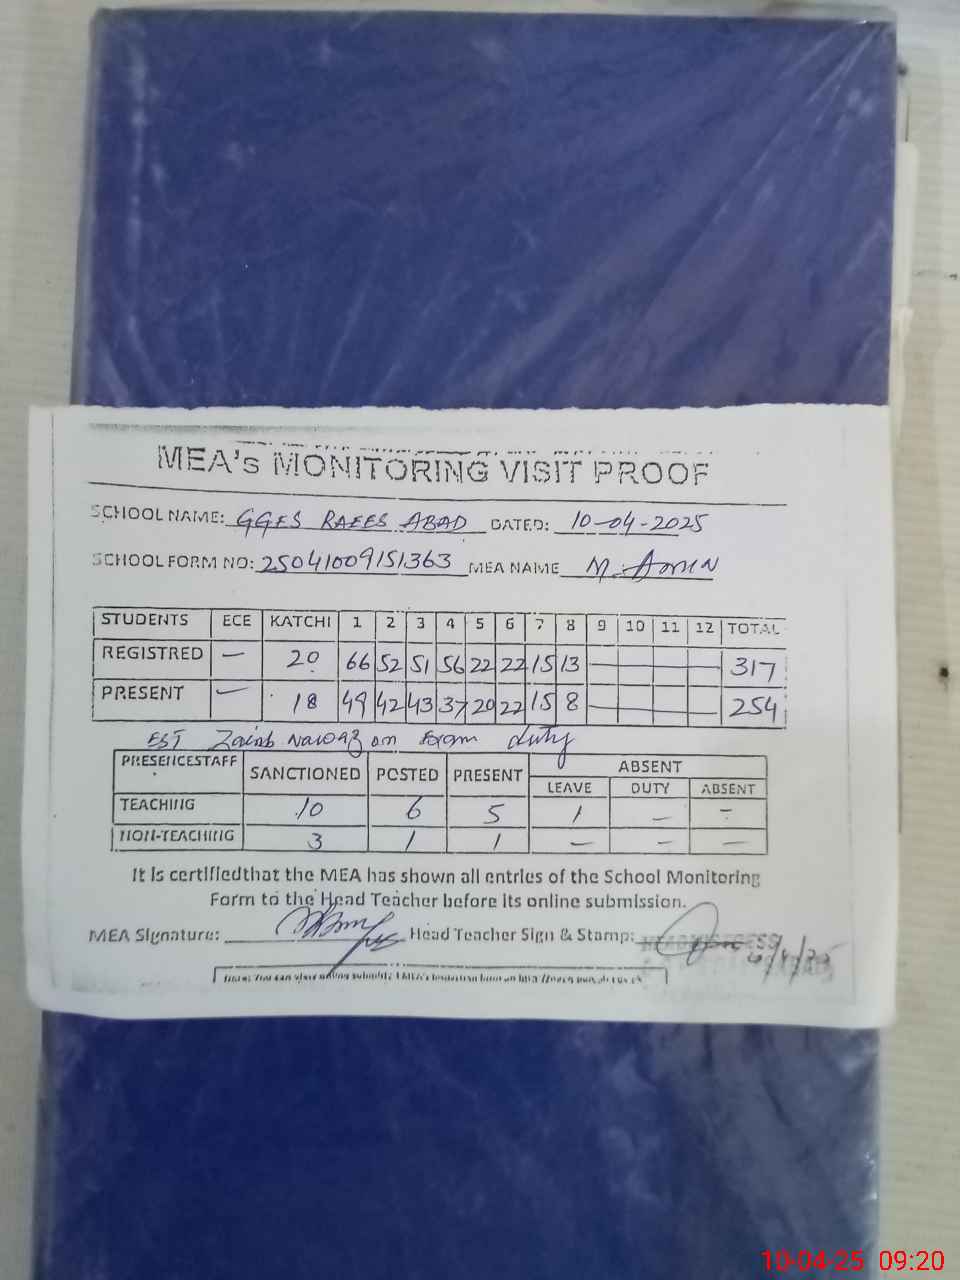 MEA's MONITORING VISIT PROOF
SCHOOL NAME: GGES RAEES ABAD DATED: 10-04-2025
SCHOOL FORM NO: 25041009151363 MEA NAME M. Amin
STUDENTS ECE KATCHI 1 2 3 4 5 6 7 8 9 10 11 12 TOTAL
REGISTRED — 20 66 52 51 56 22 22 15 13 — 317
PRESENT — 18 49 42 43 37 20 22 15 8 — 254
EST Zainb Nawaz on Exam duty
PRESENCESTAFF SANCTIONED POSTED PRESENT ABSENT
LEAVE DUTY ABSENT
TEACHING 10 6 5 1 — —
NON-TEACHING 3 1 1 — — —
It is certifiedthat the MEA has shown all entries of the School Monitoring
Form to the Head Teacher before its online submission.
MEA Signature: Head Teacher Sign & Stamp:
10-04-25 09:20